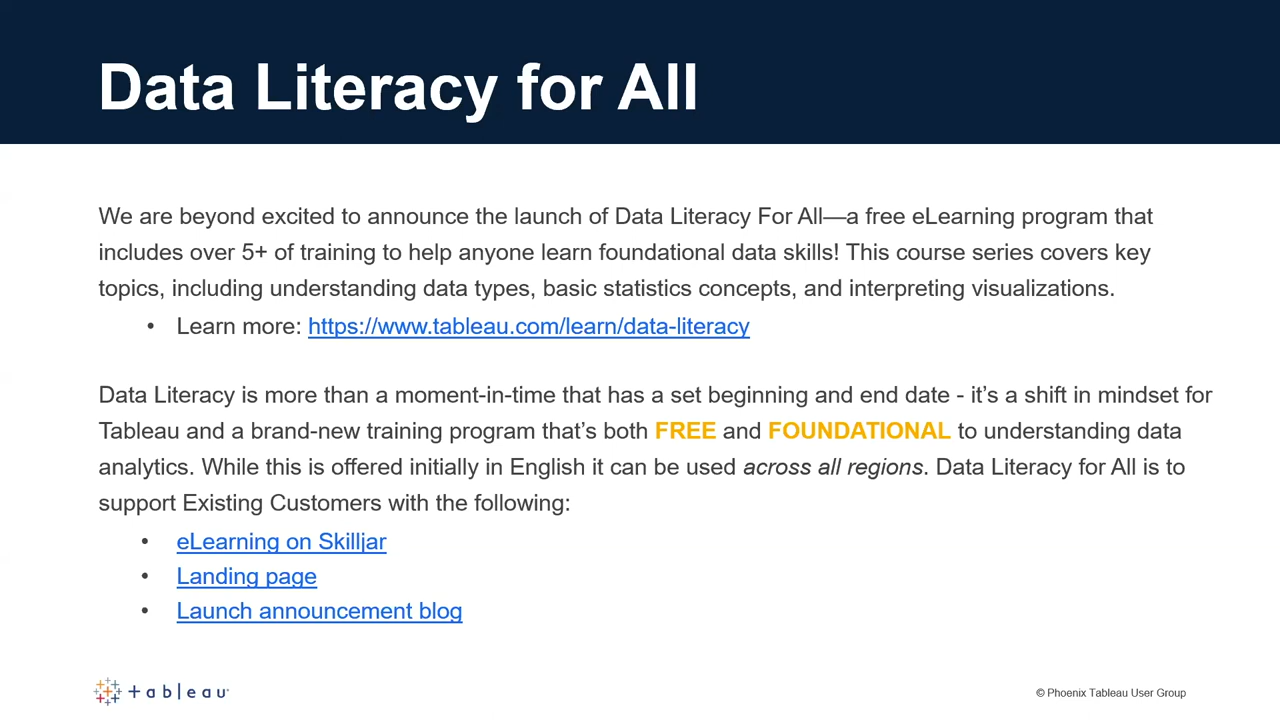 Data Literacy for All
We are beyond excited to announce the launch of Data Literacy For All—a free eLearning program that
includes over 5+ of training to help anyone learn foundational data skills! This course series covers key
topics, including understanding data types, basic statistics concepts, and interpreting visualizations.
• Learn more: https://www.tableau.com/learn/data-literacy
Data Literacy is more than a moment-in-time that has a set beginning and end date - it’s a shift in mindset for
Tableau and a brand-new training program that’s both FREE and FOUNDATIONAL to understanding data
analytics. While this is offered initially in English it can be used across all regions. Data Literacy for All is to
support Existing Customers with the following:
• eLearning on Skilljar
• Landing page
• Launch announcement blog
+ableau
© Phoenix Tableau User Group